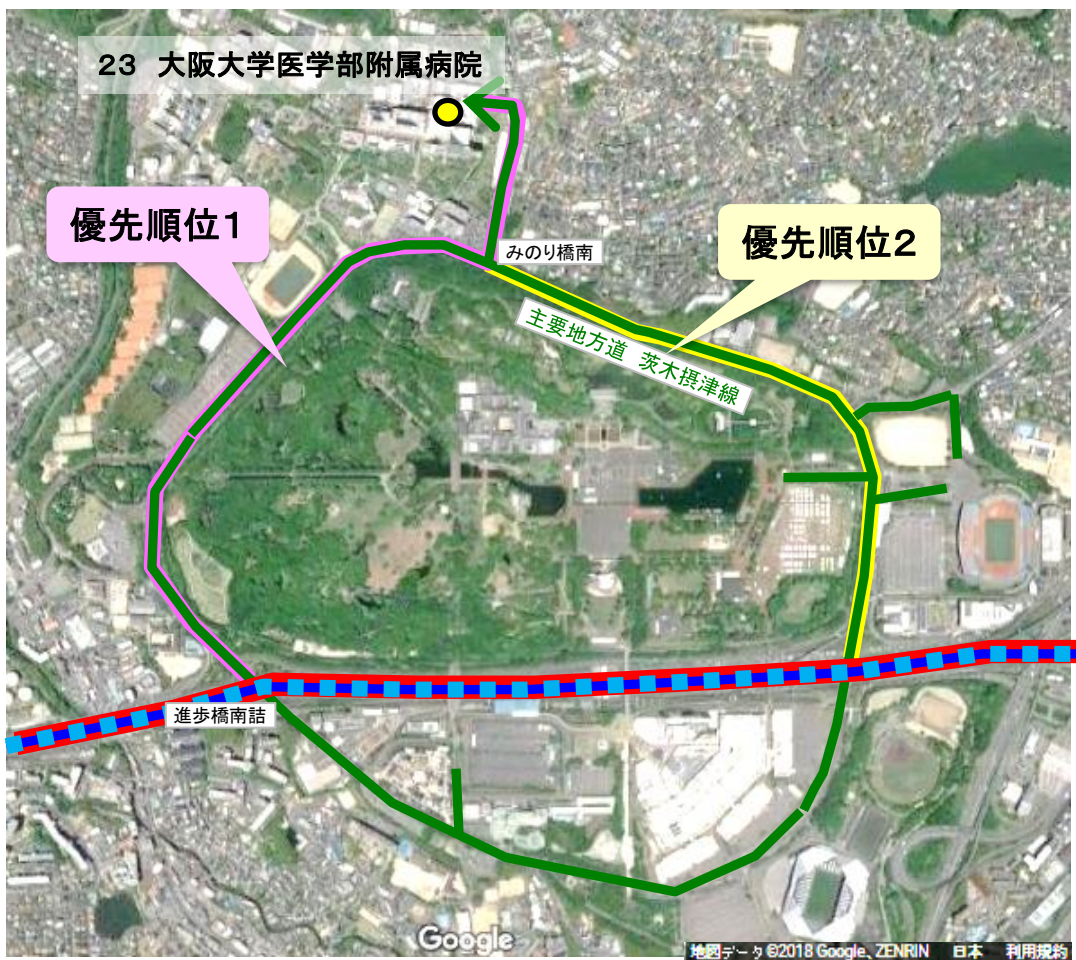 23　大阪大学医学部附属病院
優先順位1
みのり橋南
優先順位2
主要地方道　茨木摂津線
進歩橋南詰
Google
地図データ ©2018 Google、ZENRIN　日本　利用規約